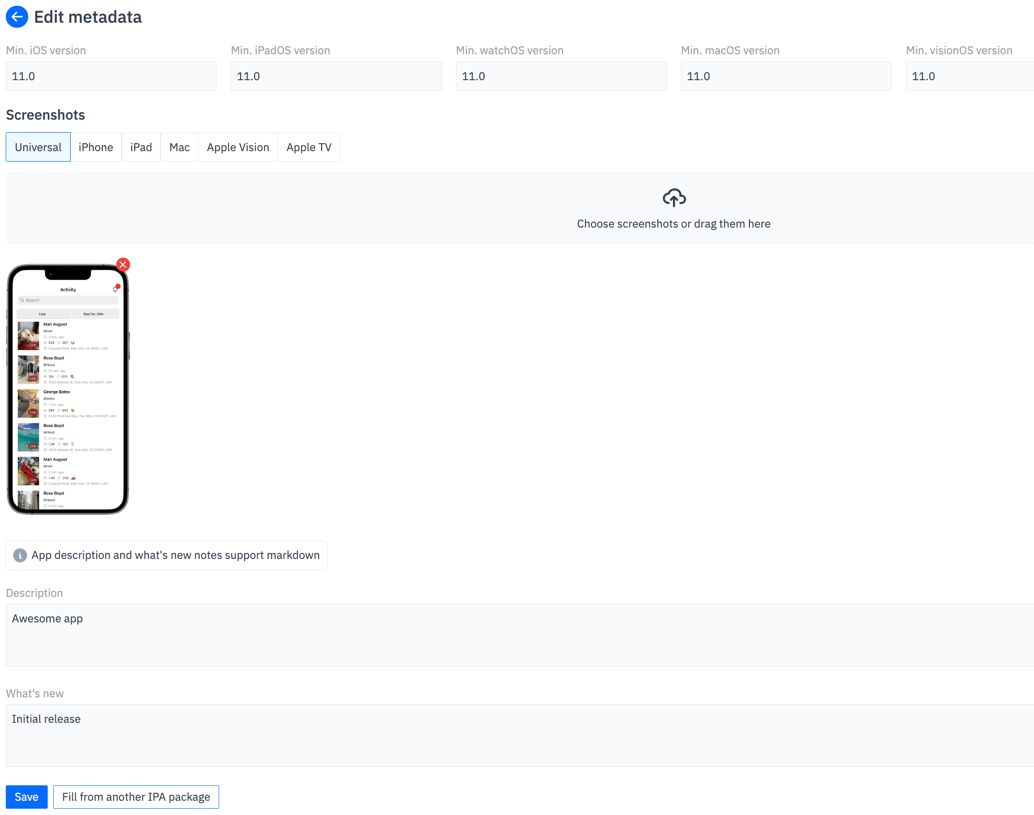 Edit metadata
Min. iOS version
Min. iPadOS version
Min. watchOS version
Min. macOS version
Min. visionOS version
11.0
11.0
11.0
11.0
11.0
Screenshots
Universal
iPhone
iPad
Mac
Apple Vision
Apple TV
Choose screenshots or drag them here
Activity
Search
Live
Past for 24hr
Mari August
Rose Boyd
George Bates
Rose Boyd
Mari August
Rose Boyd
App description and what's new notes support markdown
Description
Awesome app
What's new
Initial release
Save
Fill from another IPA package